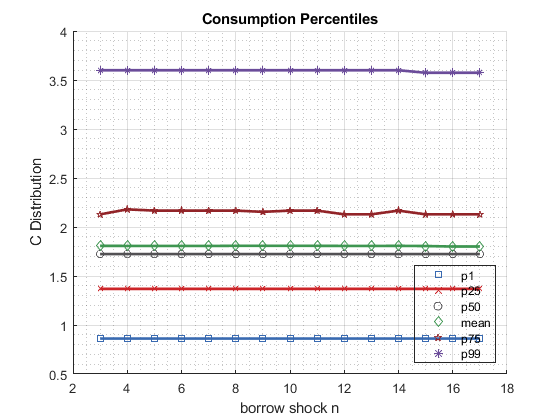 Consumption Percentiles
4
3.5
3
2.5
2
1.5
1
0.5
C Distribution
p1
p25
p50
mean
p75
p99
2 4 6 8 10 12 14 16 18
borrow shock n